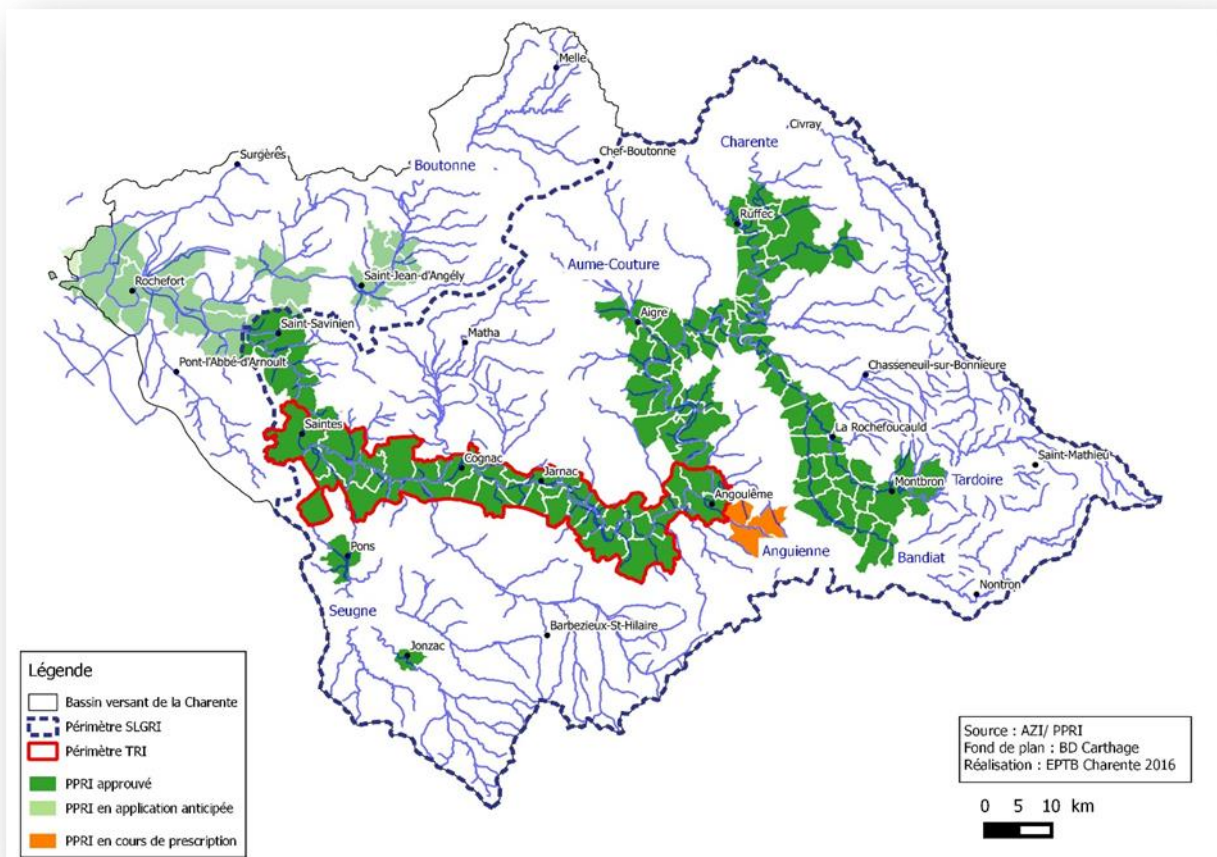 Melle
Civray
Charente
Chef-Boutonne
Surgères
Boutonne
Ruffec
Aume-Couture
Saint-Jean-d'Angély
Rochefort
Aigre
Saint-Savinien
Matha
Pont-l'Abbé-d'Arnoult
Chasseneuil-sur-Bonnieure
Saintes
La Rochefoucauld
Cognac
Saint-Mathieu
Jarnac
Montbron
Tardoire
Angoulême
Pons
Anguienne
Bandiat
Nontron
Seugne
Barbezieux-St-Hilaire
Jonzac
Légende
Bassin versant de la Charente
Périmètre SLGRI
Périmètre TRI
PPRI approuvé
PPRI en application anticipée
PPRI en cours de prescription
Source : AZI/ PPRI
Fond de plan : BD Carthage
Réalisation : EPTB Charente 2016
0 5 10 km